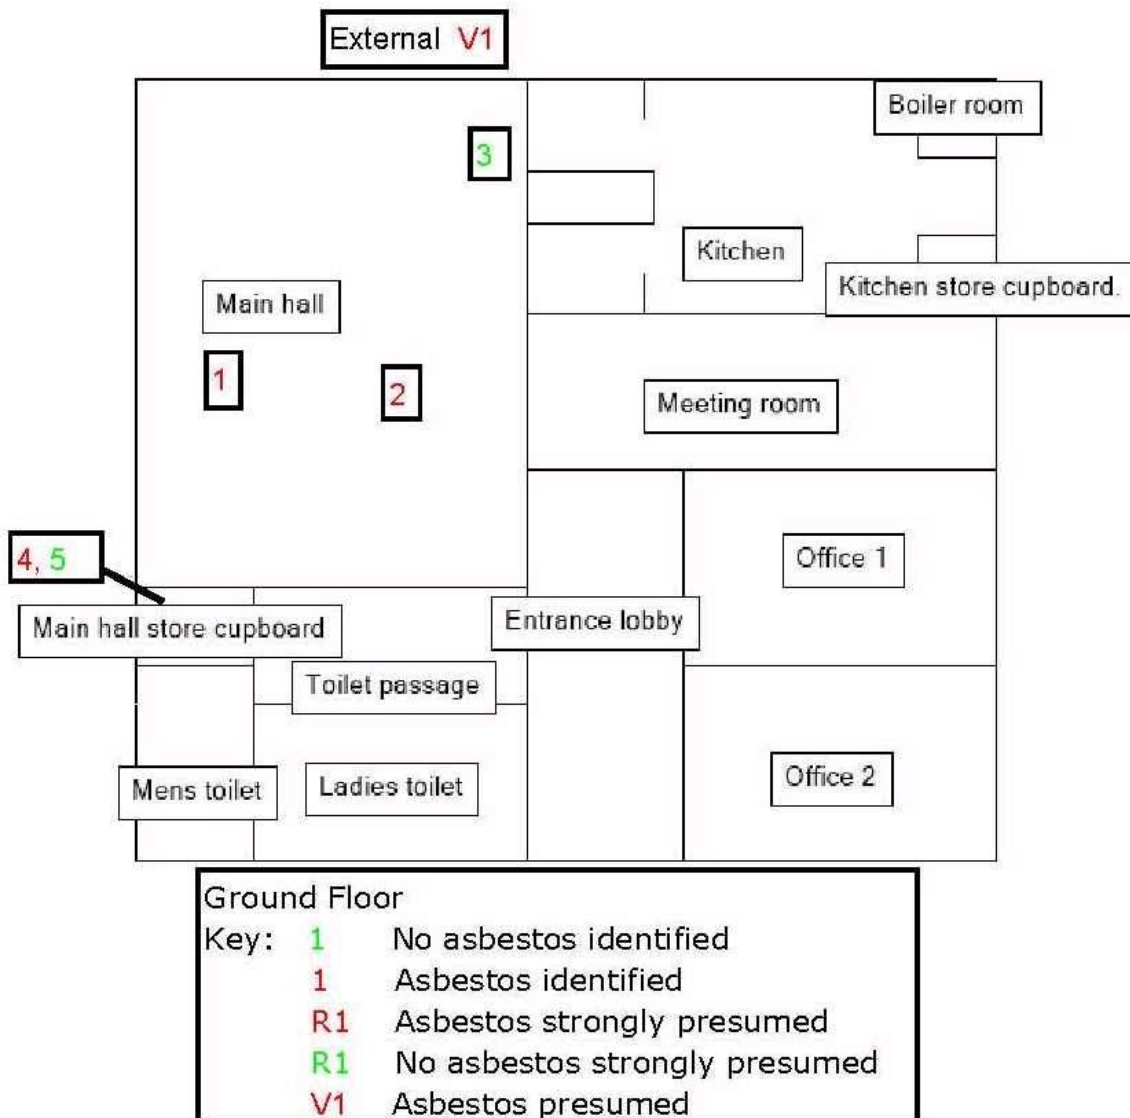 External V1
Boiler room
3
Kitchen
Kitchen store cupboard.
Main hall
1
2
Meeting room
4, 5
Office 1
Main hall store cupboard
Entrance lobby
Toilet passage
Mens toilet
Ladies toilet
Office 2
Ground Floor
Key: 1 No asbestos identified
1 Asbestos identified
R1 Asbestos strongly presumed
R1 No asbestos strongly presumed
V1 Asbestos presumed